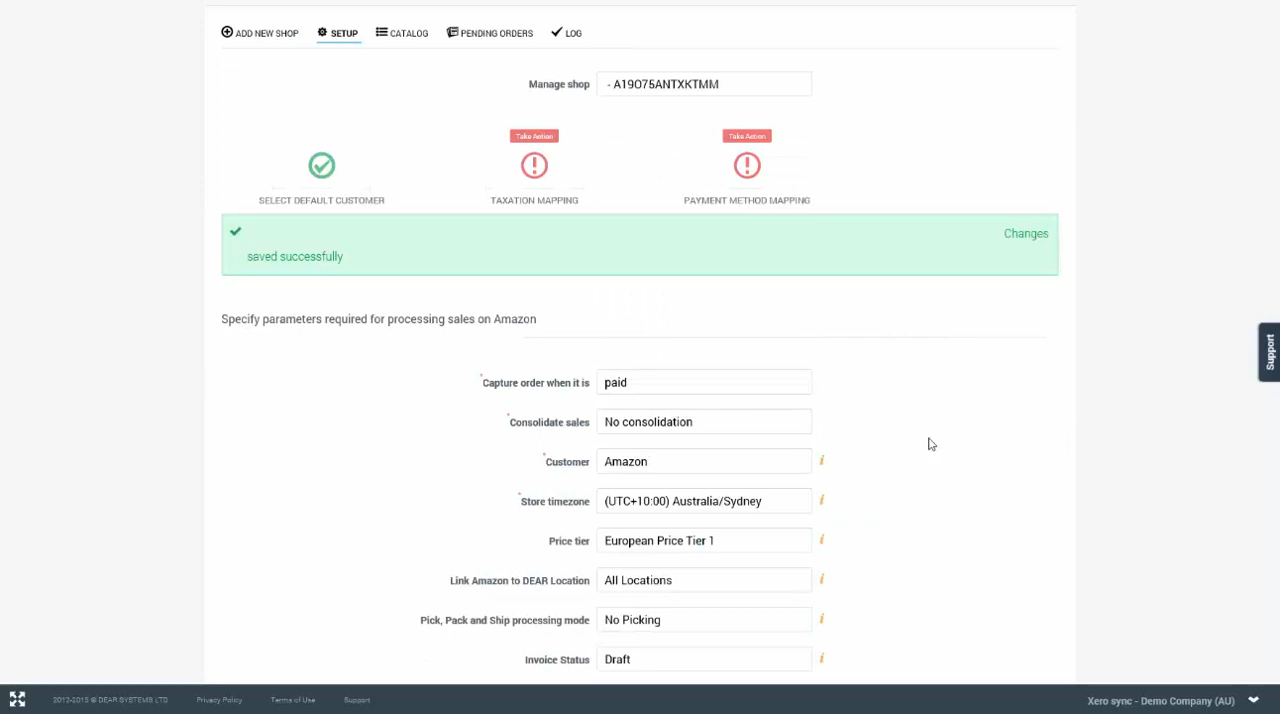 ADD NEW SHOP SETUP CATALOG PENDING ORDERS LOG
Manage shop - A19O75ANTXKTMM
Take Action Take Action
SELECT DEFAULT CUSTOMER TAXATION MAPPING PAYMENT METHOD MAPPING
Changes
saved successfully
Specify parameters required for processing sales on Amazon
*Capture order when it is paid
*Consolidate sales No consolidation
*Customer Amazon i
*Store timezone (UTC+10:00) Australia/Sydney i
Price tier European Price Tier 1 i
Link Amazon to DEAR Location All Locations i
Pick, Pack and Ship processing mode No Picking i
Invoice Status Draft i
Support
2012-2015 © DEAR SYSTEMS LTD Privacy Policy Terms of Use Support Xero sync - Demo Company (AU)